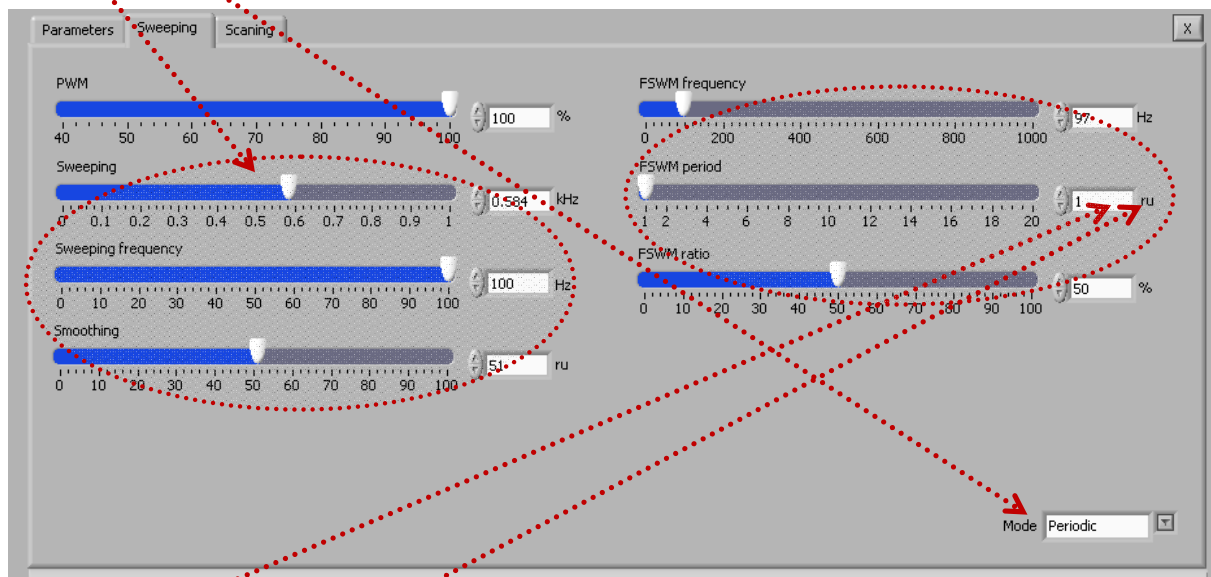 Parameters Sweeping Scaning X
PWM
100 %
40 50 60 70 80 90 100
Sweeping
0.584 kHz
0 0.1 0.2 0.3 0.4 0.5 0.6 0.7 0.8 0.9 1
Sweeping frequency
100 Hz
0 10 20 30 40 50 60 70 80 90 100
Smoothing
51 ru
0 10 20 30 40 50 60 70 80 90 100
FSWM frequency
97 Hz
0 200 400 600 800 1000
FSWM period
1 ru
1 2 4 6 8 10 12 14 16 18 20
FSWM ratio
50 %
0 10 20 30 40 50 60 70 80 90 100
Mode Periodic